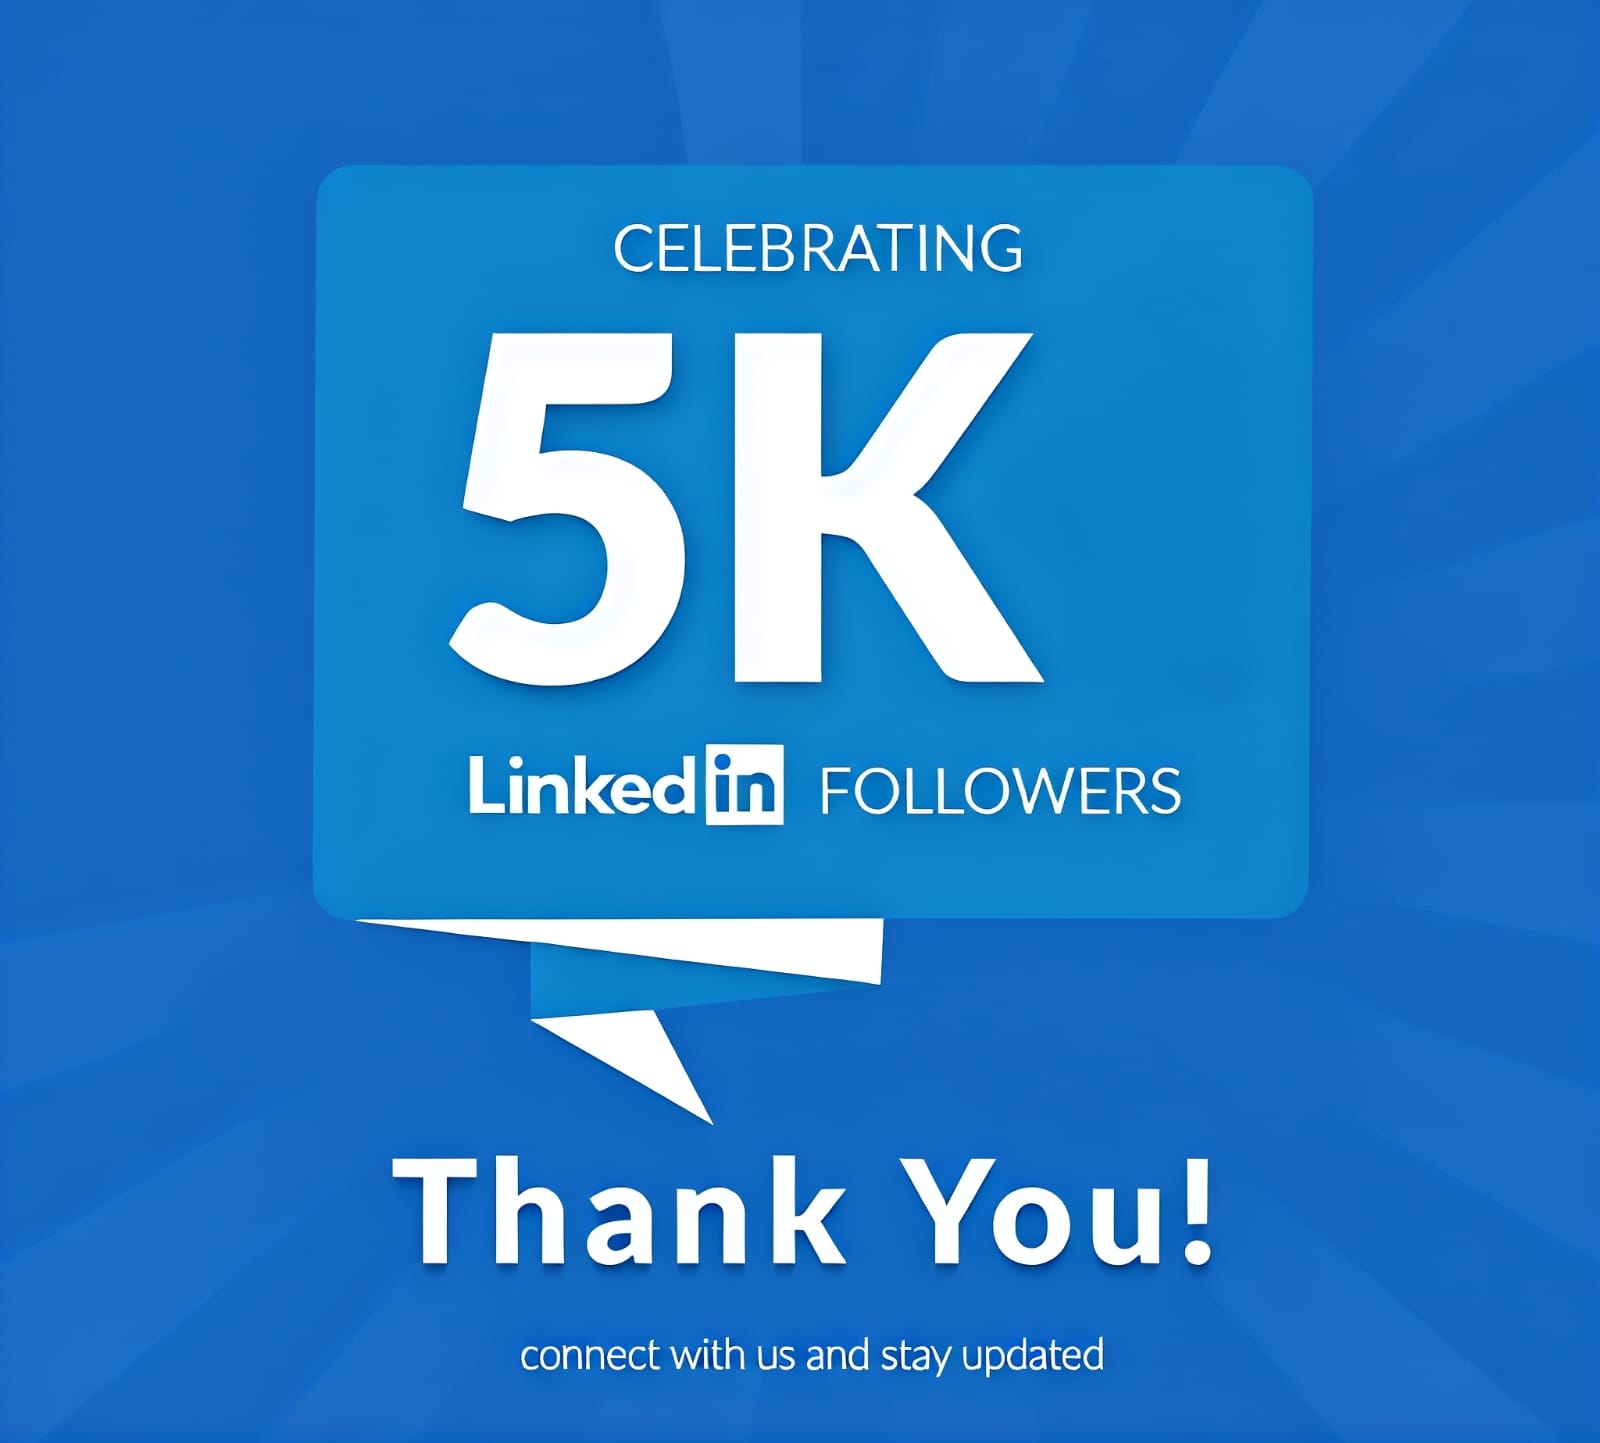 CELEBRATING
5K
Linkedin FOLLOWERS
Thank You!
connect with us and stay updated